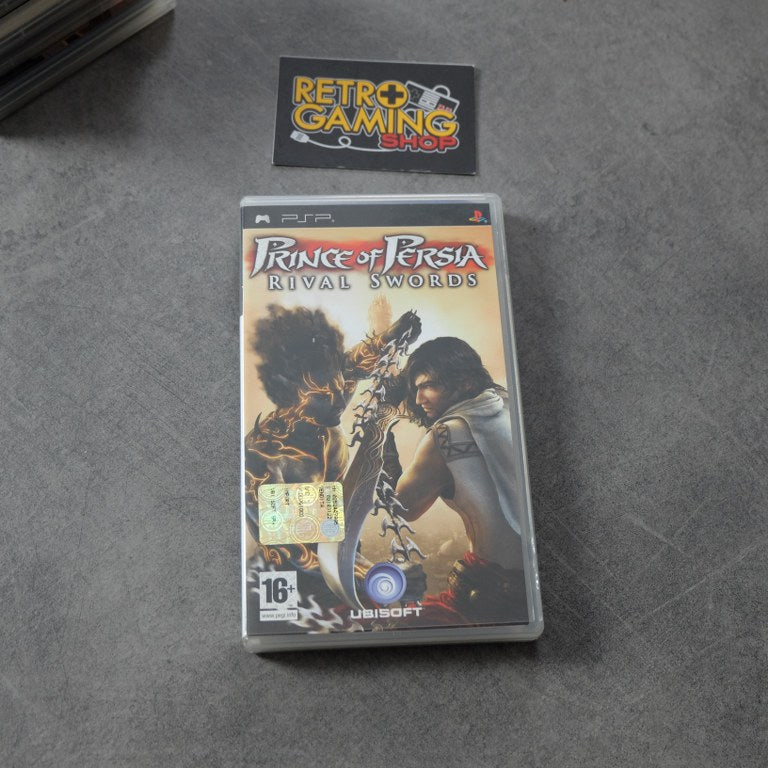 RETRO
GAMING
SHOP
PSP
PRINCE OF PERSIA
RIVAL SWORDS
16+
www.pegi.info
UBISOFT